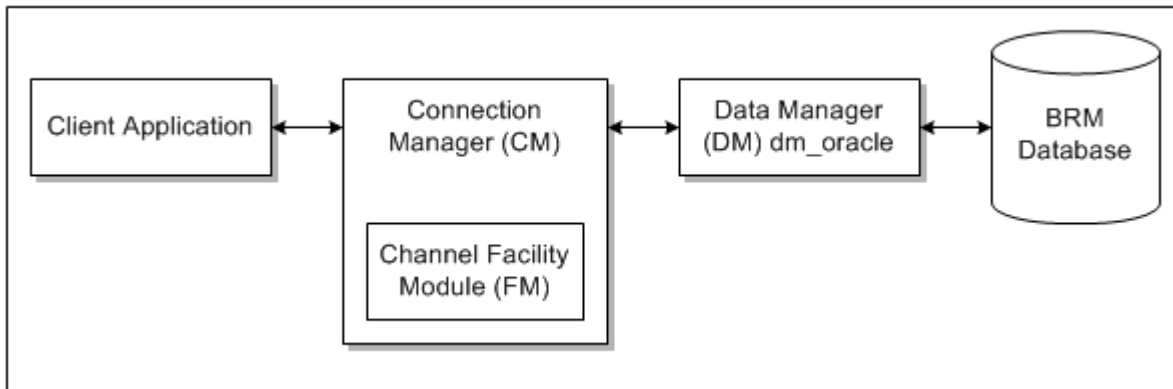 Client Application
Connection
Manager (CM)
Channel Facility
Module (FM)
Data Manager
(DM) dm_oracle
BRM
Database